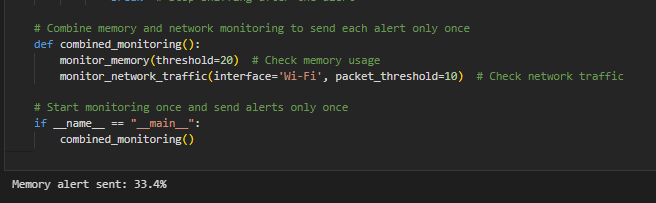 # Combine memory and network monitoring to send each alert only once
def combined_monitoring():
    monitor_memory(threshold=20)  # Check memory usage
    monitor_network_traffic(interface='Wi-Fi', packet_threshold=10)  # Check network traffic
# Start monitoring once and send alerts only once
if __name__ == "__main__":
    combined_monitoring()
Memory alert sent: 33.4%